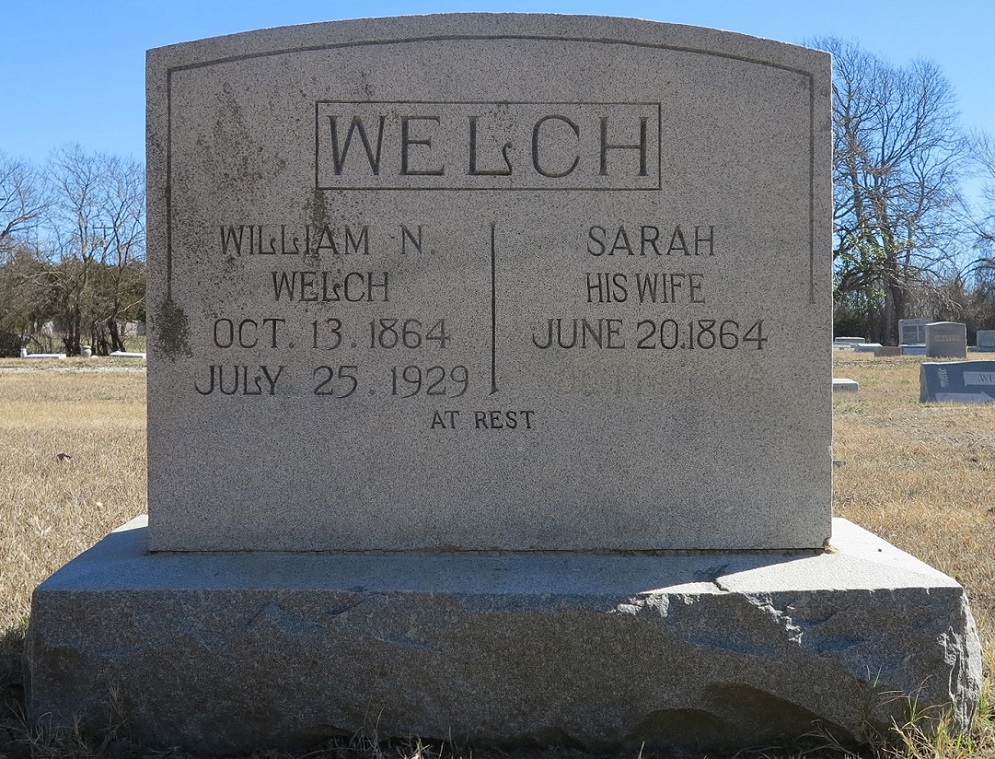 WELCH
WILLIAM N.
WELCH
OCT. 13. 1864
JULY 25. 1929
SARAH
HIS WIFE
JUNE 20.1864
AT REST